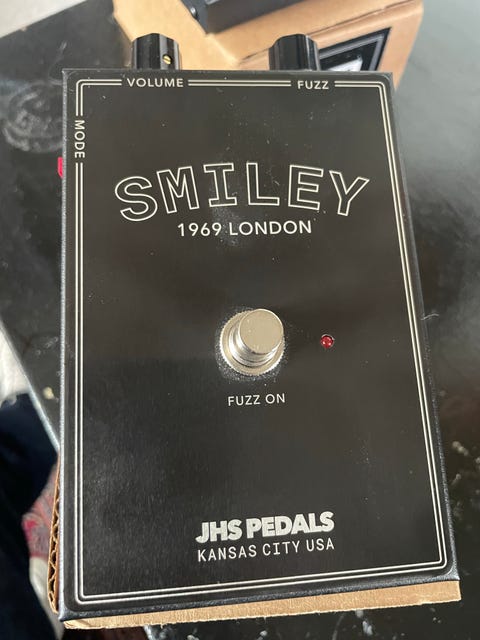 VOLUME
FUZZ
MODE
SMILEY
1969 LONDON
FUZZ ON
JHS PEDALS
KANSAS CITY USA